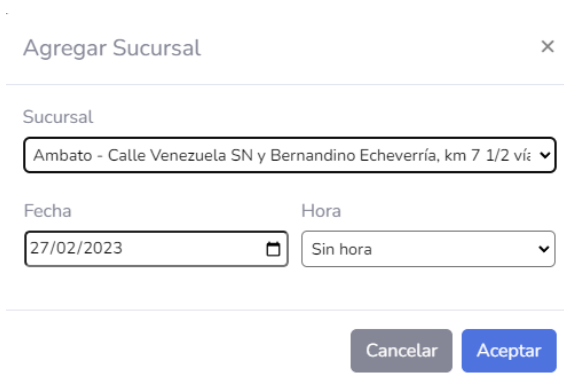 Agregar Sucursal
Sucursal
Ambato - Calle Venezuela SN y Bernandino Echeverría, km 7 1/2 vía
Fecha Hora
27/02/2023 Sin hora
Cancelar Aceptar